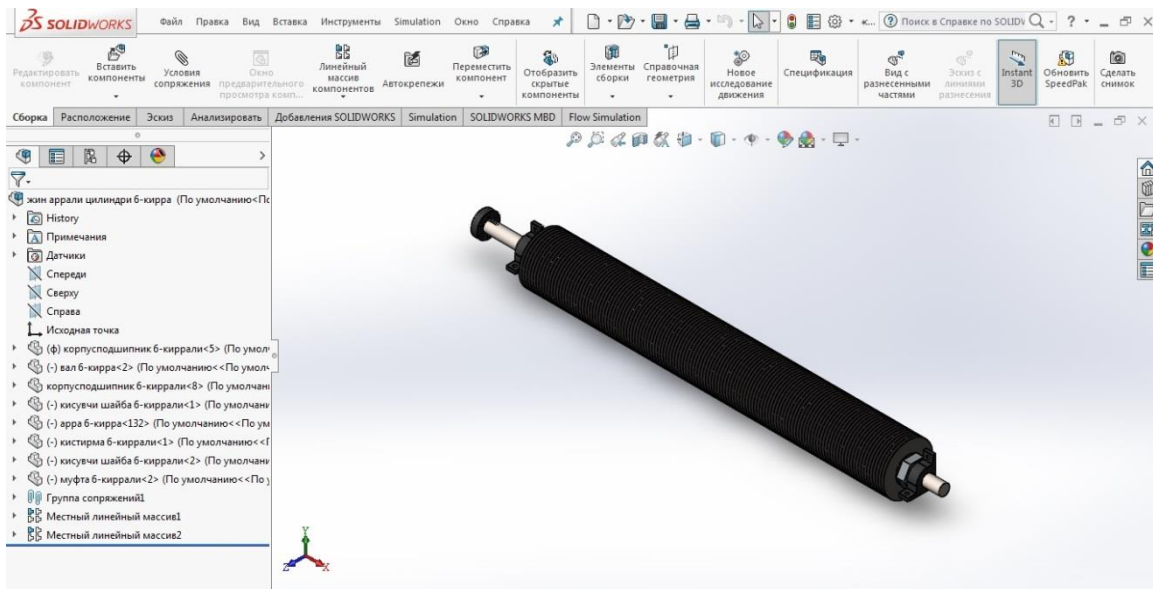 SOLIDWORKS Файл Правка Вид Вставка Инструменты Simulation Окно Справка к... Поиск в Справке по SOLIDV ?
Редактировать компонент Вставить компоненты Условия сопряжения Окно предварительного просмотра комп... Линейный массив компонентов Автокрепежи Переместить компонент Отобразить скрытые компоненты Элементы сборки Справочная геометрия Новое исследование движения Спецификация Вид с разнесенными частями Эскиз с линиями разнесения Instant 3D Обновить SpeedPak Сделать снимок
Сборка Расположение Эскиз Анализировать Добавления SOLIDWORKS Simulation SOLIDWORKS MBD Flow Simulation
жин аррали цилиндри 6-кирра (По умолчанию<По
History
Примечания
Датчики
Спереди
Сверху
Справа
Исходная точка
(ф) корпусподшипник 6-киррали<5> (По умолч
(-) вал 6-кирра<2> (По умолчанию<<По умолч
корпусподшипник 6-киррали<8> (По умолчани
(-) кисувчи шайба 6-киррали<1> (По умолчани
(-) арра 6-кирра<132> (По умолчанию<<По ум
(-) кистирма 6-киррали<1> (По умолчанию<<П
(-) кисувчи шайба 6-киррали<2> (По умолчани
(-) муфта 6-киррали<2> (По умолчанию<<По у
Группа сопряжений1
Местный линейный массив1
Местный линейный массив2
Y
Z X